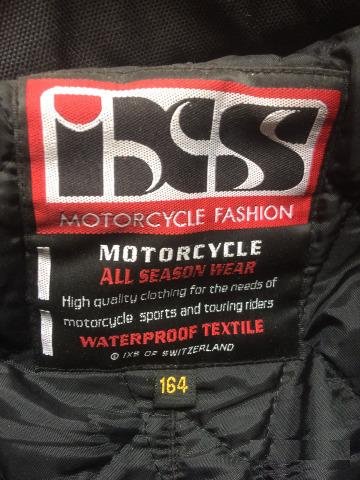 iXS
MOTORCYCLE FASHION
MOTORCYCLE
ALL SEASON WEAR
High quality clothing for the needs of
motorcycle sports and touring riders
WATERPROOF TEXTILE
© IXS OF SWITZERLAND
164